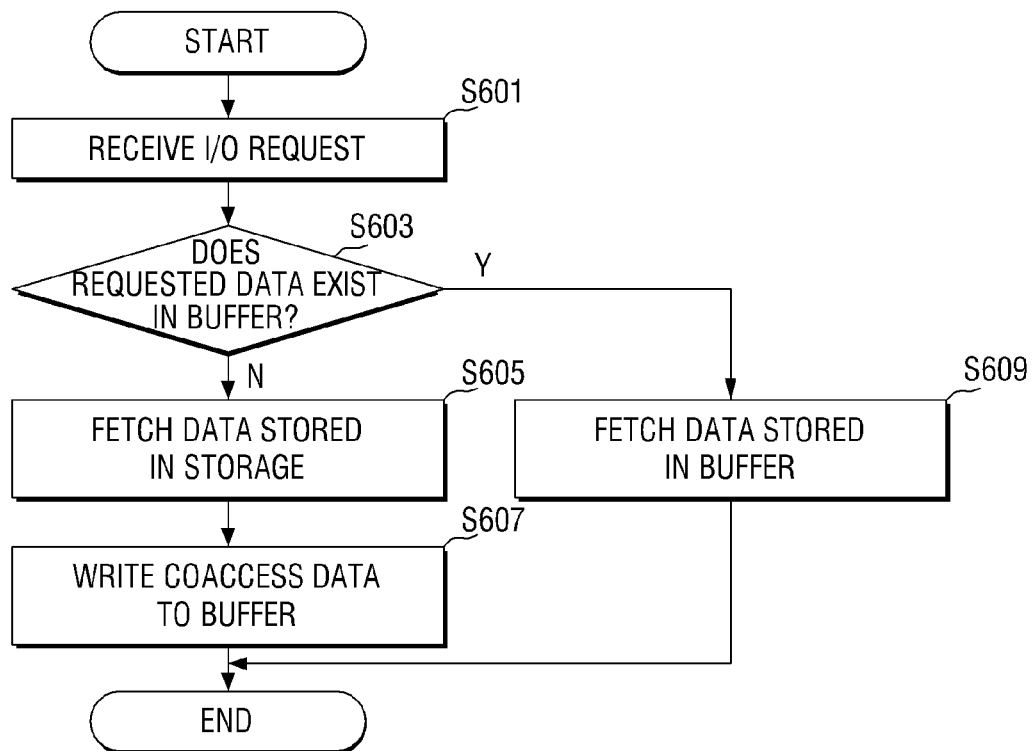 START
S601
RECEIVE I/O REQUEST
S603
DOES
REQUESTED DATA EXIST
IN BUFFER?
Y
N
S605
FETCH DATA STORED
IN STORAGE
S609
FETCH DATA STORED
IN BUFFER
S607
WRITE COACCESS DATA
TO BUFFER
END